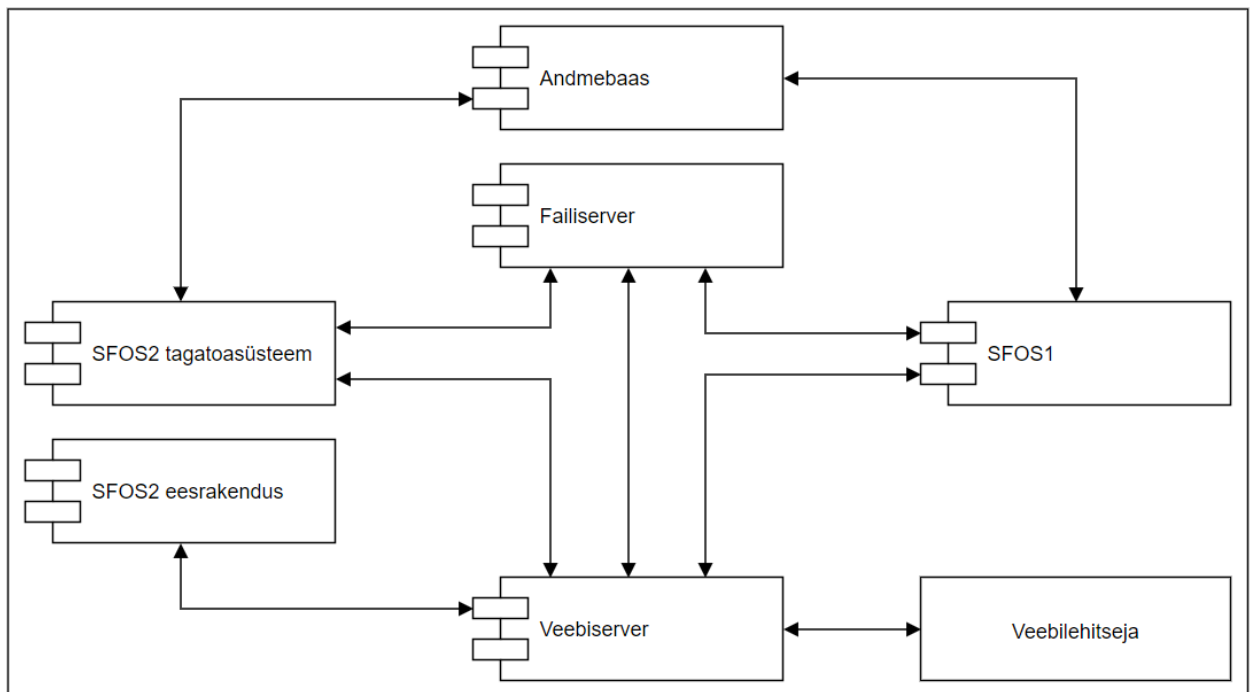 Andmebaas
Failiserver
SFOS2 tagatoasüsteem
SFOS1
SFOS2 eesrakendus
Veebiserver
Veebilehitseja